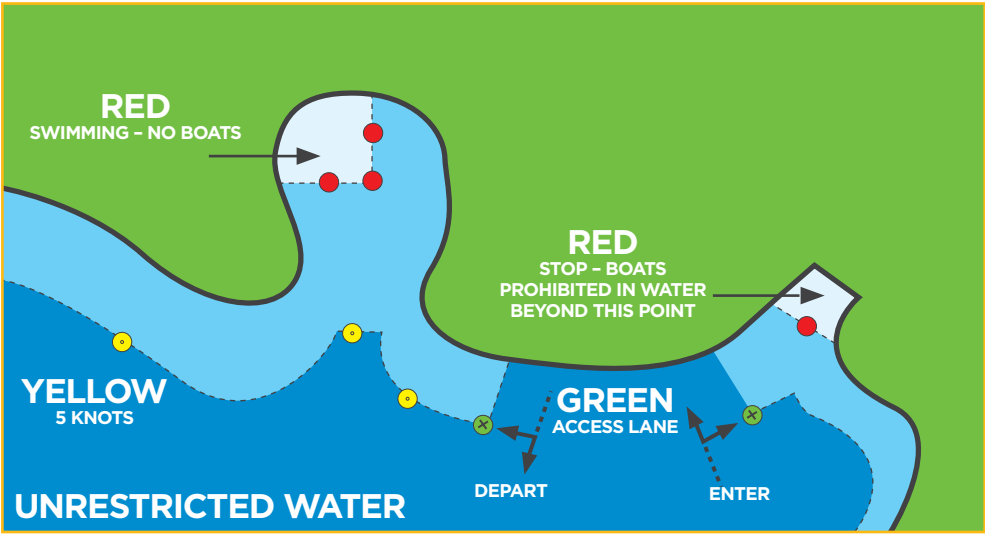 RED
SWIMMING – NO BOATS
RED
STOP – BOATS
PROHIBITED IN WATER
BEYOND THIS POINT
YELLOW
5 KNOTS
GREEN
ACCESS LANE
DEPART
ENTER
UNRESTRICTED WATER